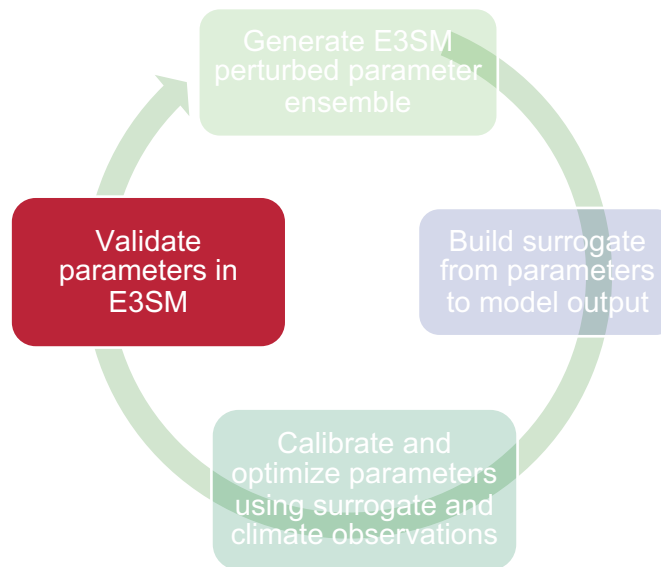 Generate E3SM
perturbed parameter
ensemble
Build surrogate
from parameters
to model output
Calibrate and
optimize parameters
using surrogate and
climate observations
Validate
parameters in
E3SM